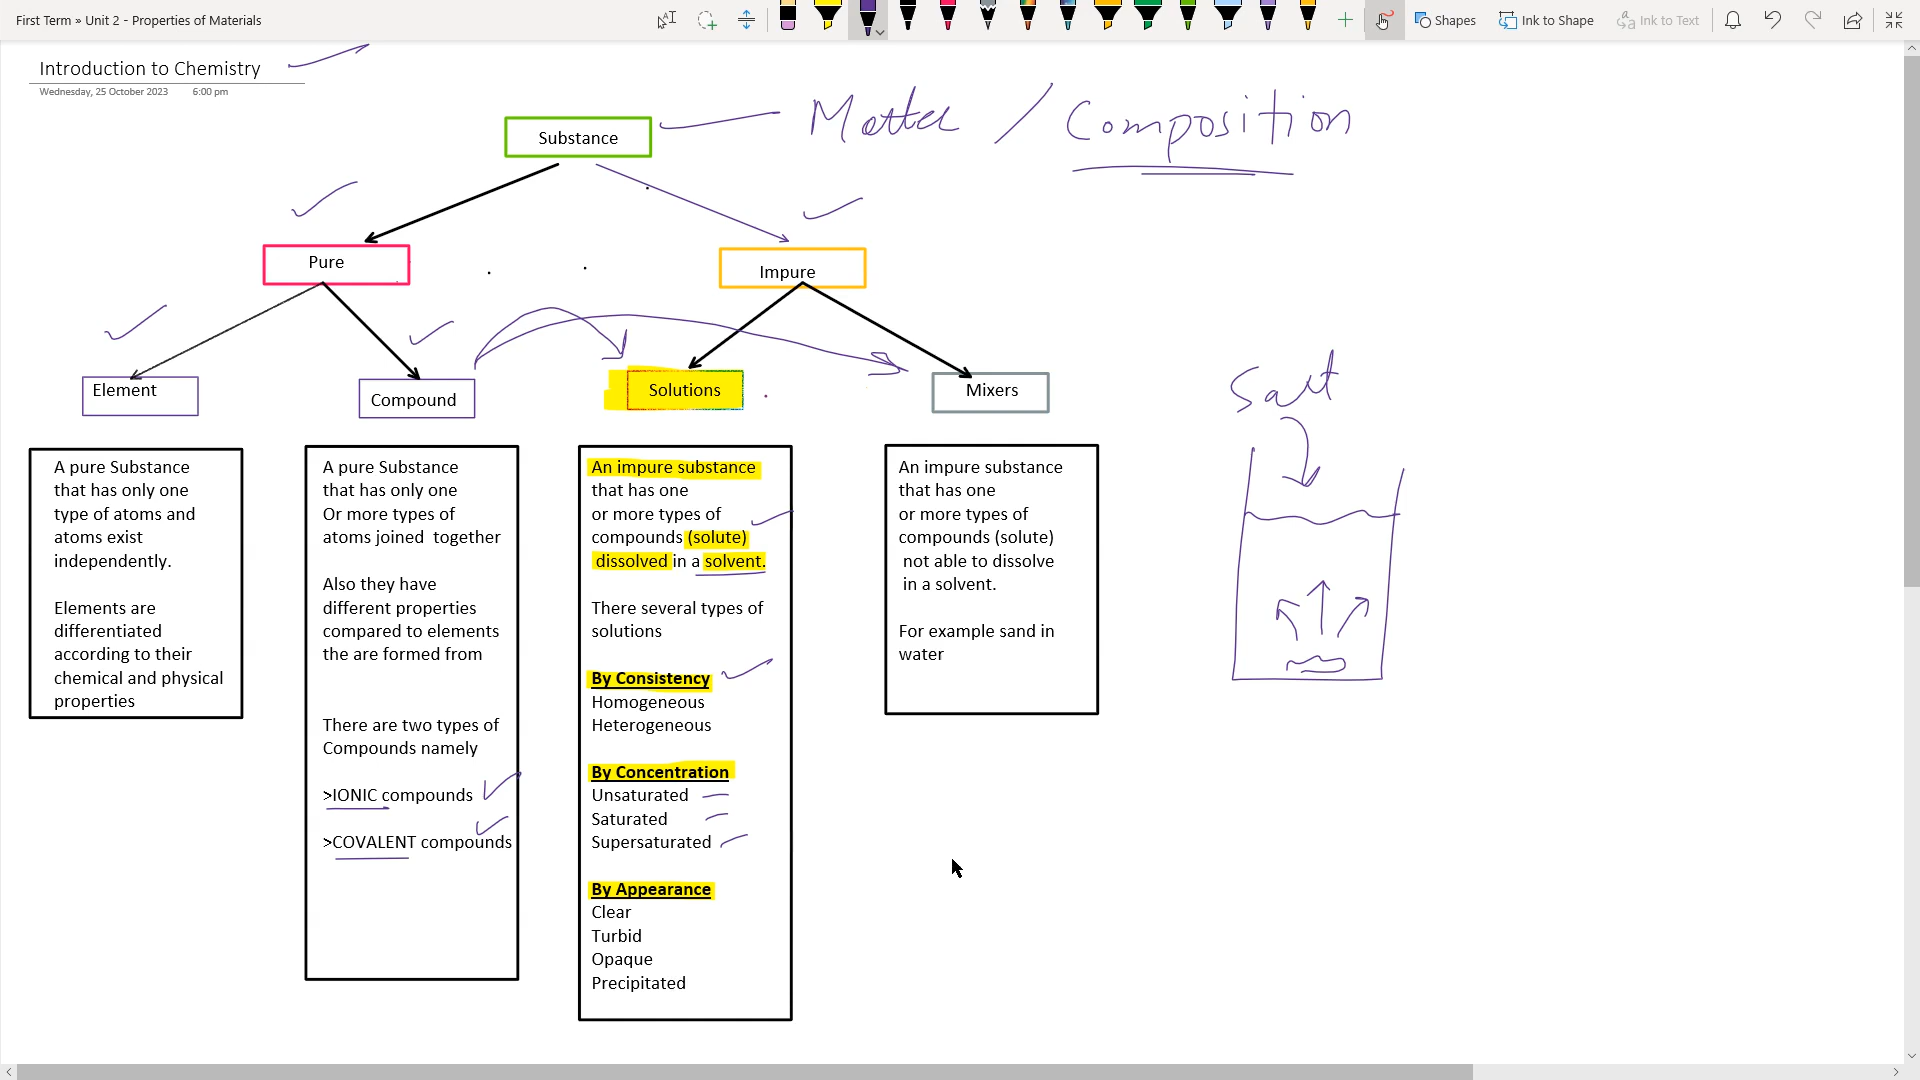 First Term » Unit 2 - Properties of Materials
Shapes
Ink to Shape
Ink to Text
Introduction to Chemistry
Wednesday, 25 October 2023 6:00 pm
Substance
Matter / Composition
Pure
Impure
Element
Compound
Solutions
Mixers
Salt
A pure Substance
that has only one
type of atoms and
atoms exist
independently.
Elements are
differentiated
according to their
chemical and physical
properties
A pure Substance
that has only one
Or more types of
atoms joined together
Also they have
different properties
compared to elements
the are formed from
There are two types of
Compounds namely
>IONIC compounds
>COVALENT compounds
An impure substance
that has one
or more types of
compounds (solute)
dissolved in a solvent.
There several types of
solutions
By Consistency
Homogeneous
Heterogeneous
By Concentration
Unsaturated
Saturated
Supersaturated
By Appearance
Clear
Turbid
Opaque
Precipitated
An impure substance
that has one
or more types of
compounds (solute)
not able to dissolve
in a solvent.
For example sand in
water